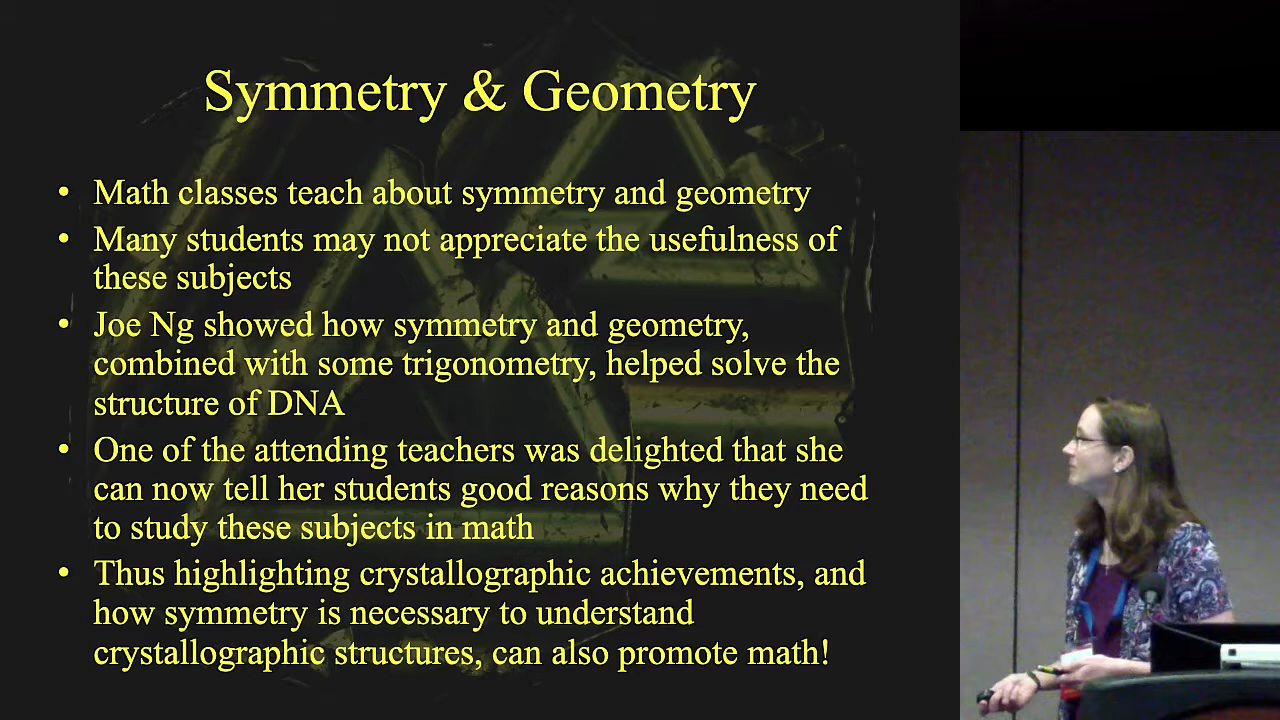 Symmetry & Geometry
• Math classes teach about symmetry and geometry
• Many students may not appreciate the usefulness of
these subjects
• Joe Ng showed how symmetry and geometry,
combined with some trigonometry, helped solve the
structure of DNA
• One of the attending teachers was delighted that she
can now tell her students good reasons why they need
to study these subjects in math
• Thus highlighting crystallographic achievements, and
how symmetry is necessary to understand
crystallographic structures, can also promote math!